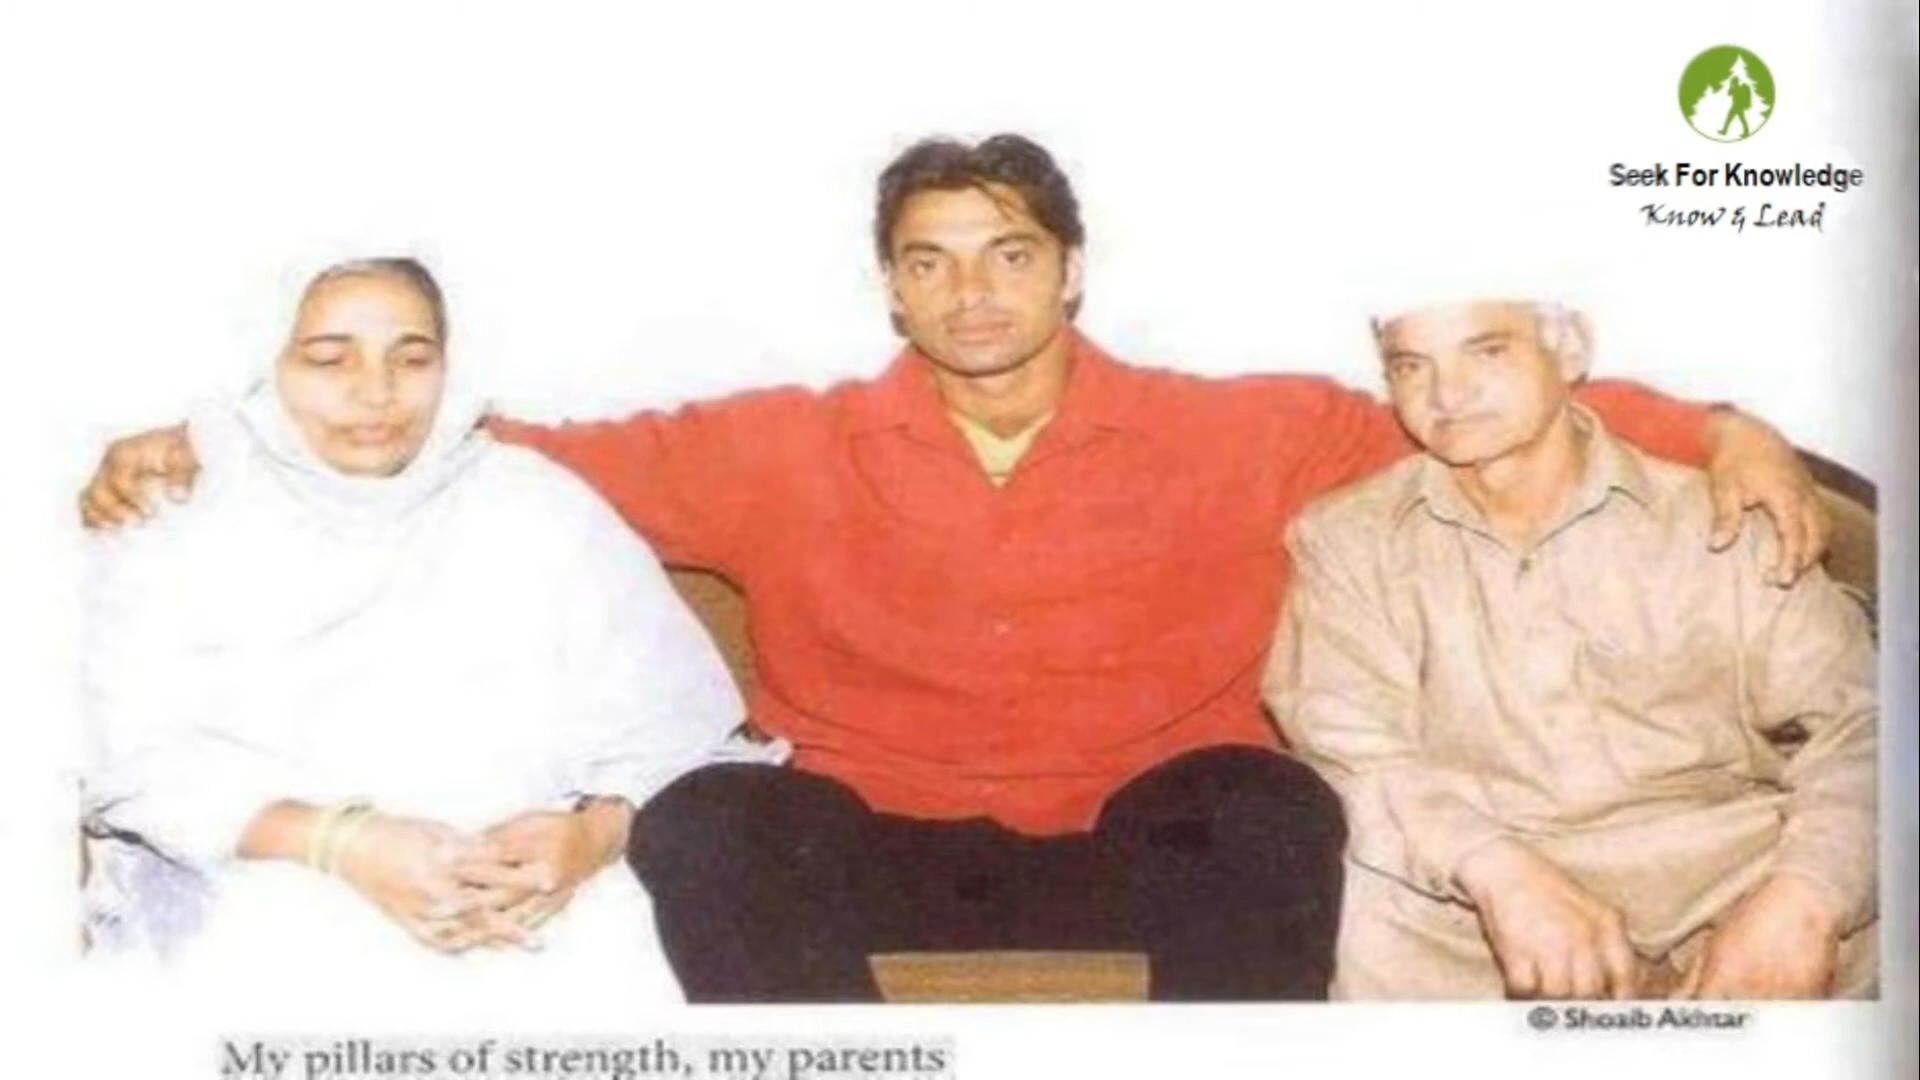 Seek For Knowledge
Know & Lead
© Shoaib Akhtar
My pillars of strength, my parents